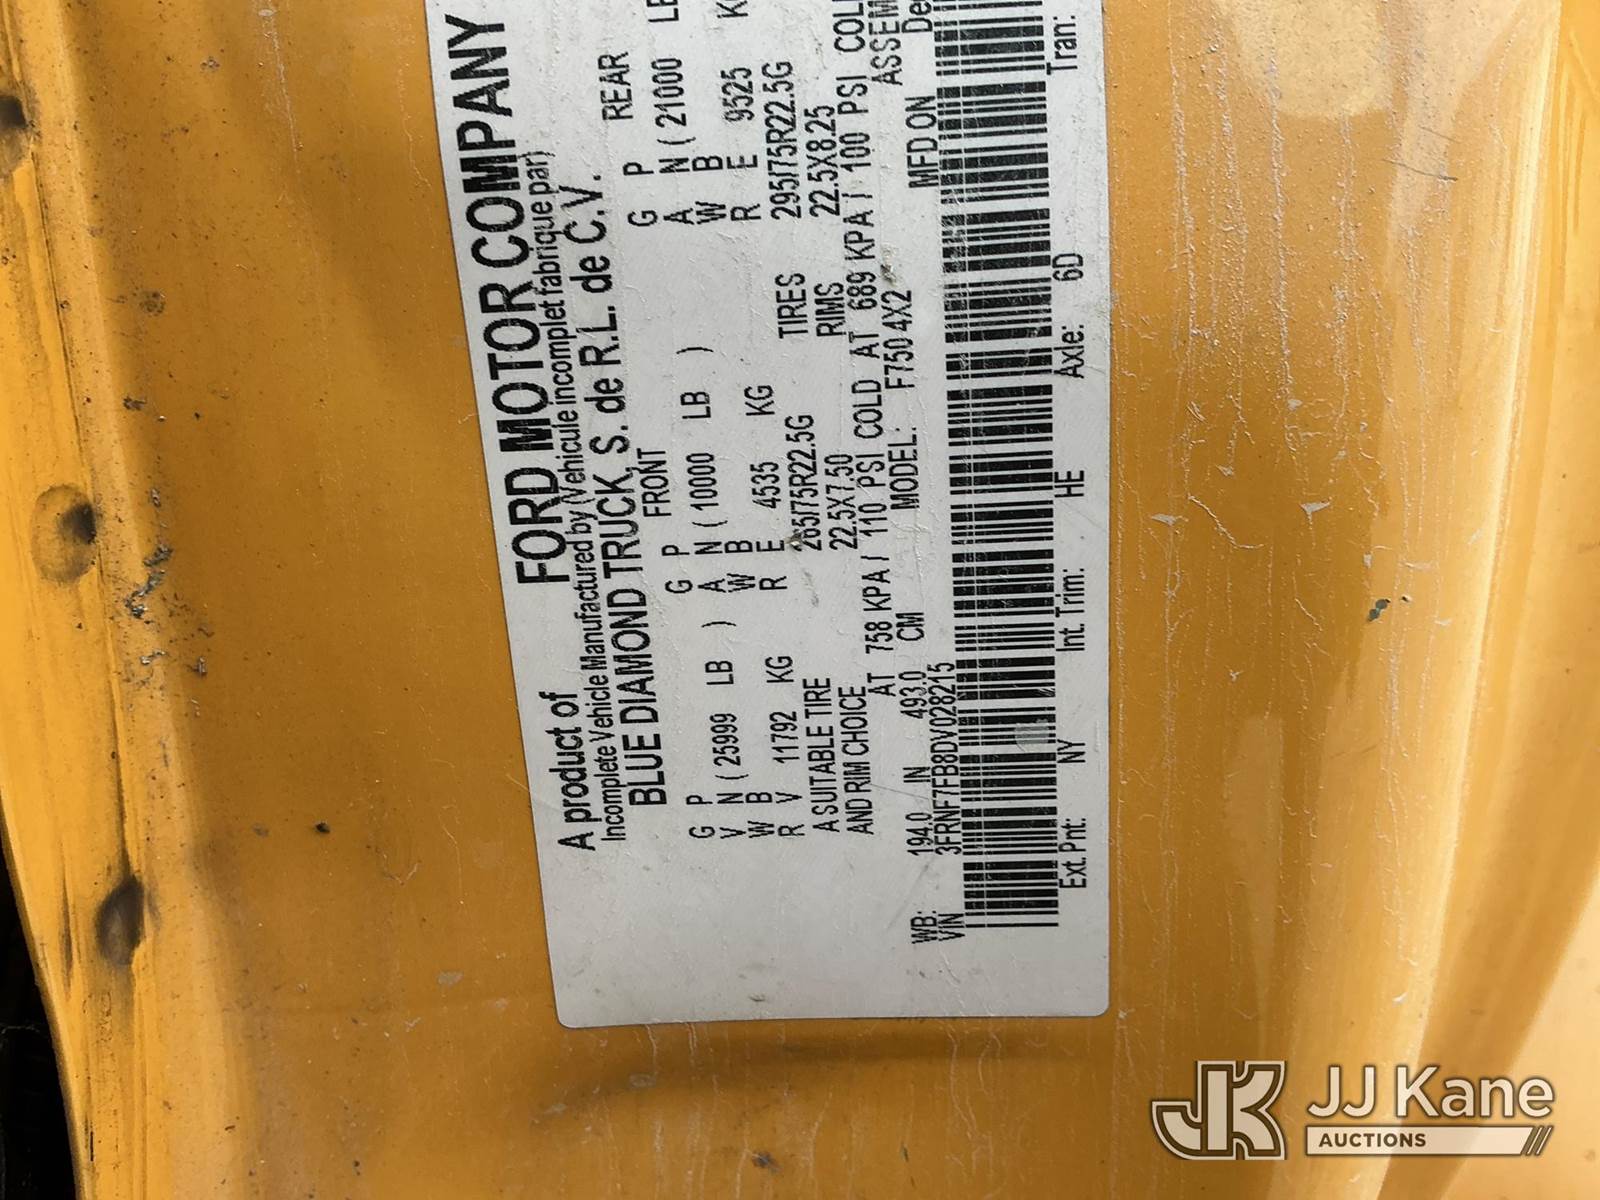 A product of FORD MOTOR COMPANY
Incomplete Vehicle Manufactured by (Vehicule incomplet fabrique par)
BLUE DIAMOND TRUCK, S. de R.L. de C.V.
FRONT REAR
G P G P G P
V N ( 25999 LB ) A N ( 10000 LB ) A N ( 21000
W B W B W B
R V 11792 KG R E 4535 KG R E 9525
A SUITABLE TIRE 265/75R22.5G TIRES 295/75R22.5G
AND RIM CHOICE 22.5X7.50 RIMS 22.5X8.25
AT 758 KPA / 110 PSI COLD AT 689 KPA / 100 PSI
WB: 194.0 IN 493.0 CM MODEL: F750 4X2
VIN 3FRNF7FB8DV028215 MFD ON
Ext. Pnt: NY Int. Trim: HE Axle: 6D Tran:
JK JJ Kane
AUCTIONS